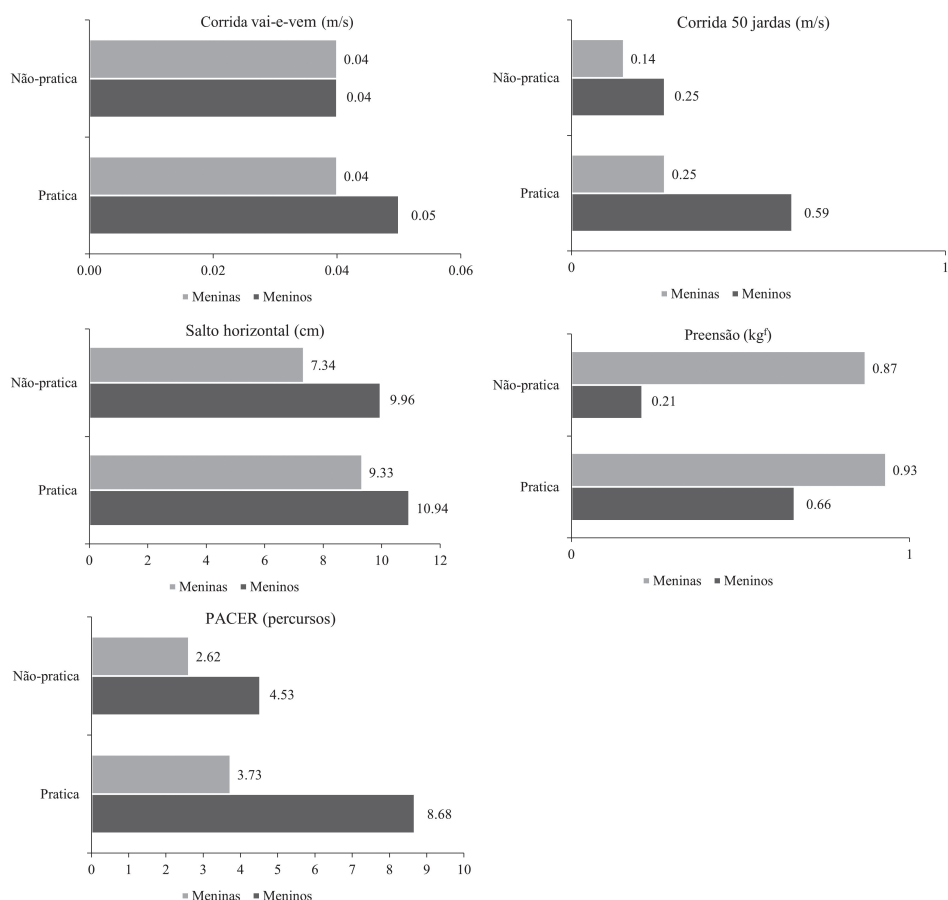 Corrida vai-e-vem (m/s)
Não-pratica
0.04
0.04
Pratica
0.04
0.05
0.00 0.02 0.04 0.06
Meninas Meninos
Corrida 50 jardas (m/s)
Não-pratica
0.14
0.25
Pratica
0.25
0.59
0 1
Meninas Meninos
Salto horizontal (cm)
Não-pratica
7.34
9.96
Pratica
9.33
10.94
0 2 4 6 8 10 12
Meninas Meninos
Preensão (kgᶠ)
Não-pratica
0.87
0.21
Pratica
0.93
0.66
0 1
Meninas Meninos
PACER (percursos)
Não-pratica
2.62
4.53
Pratica
3.73
8.68
0 1 2 3 4 5 6 7 8 9 10
Meninas Meninos